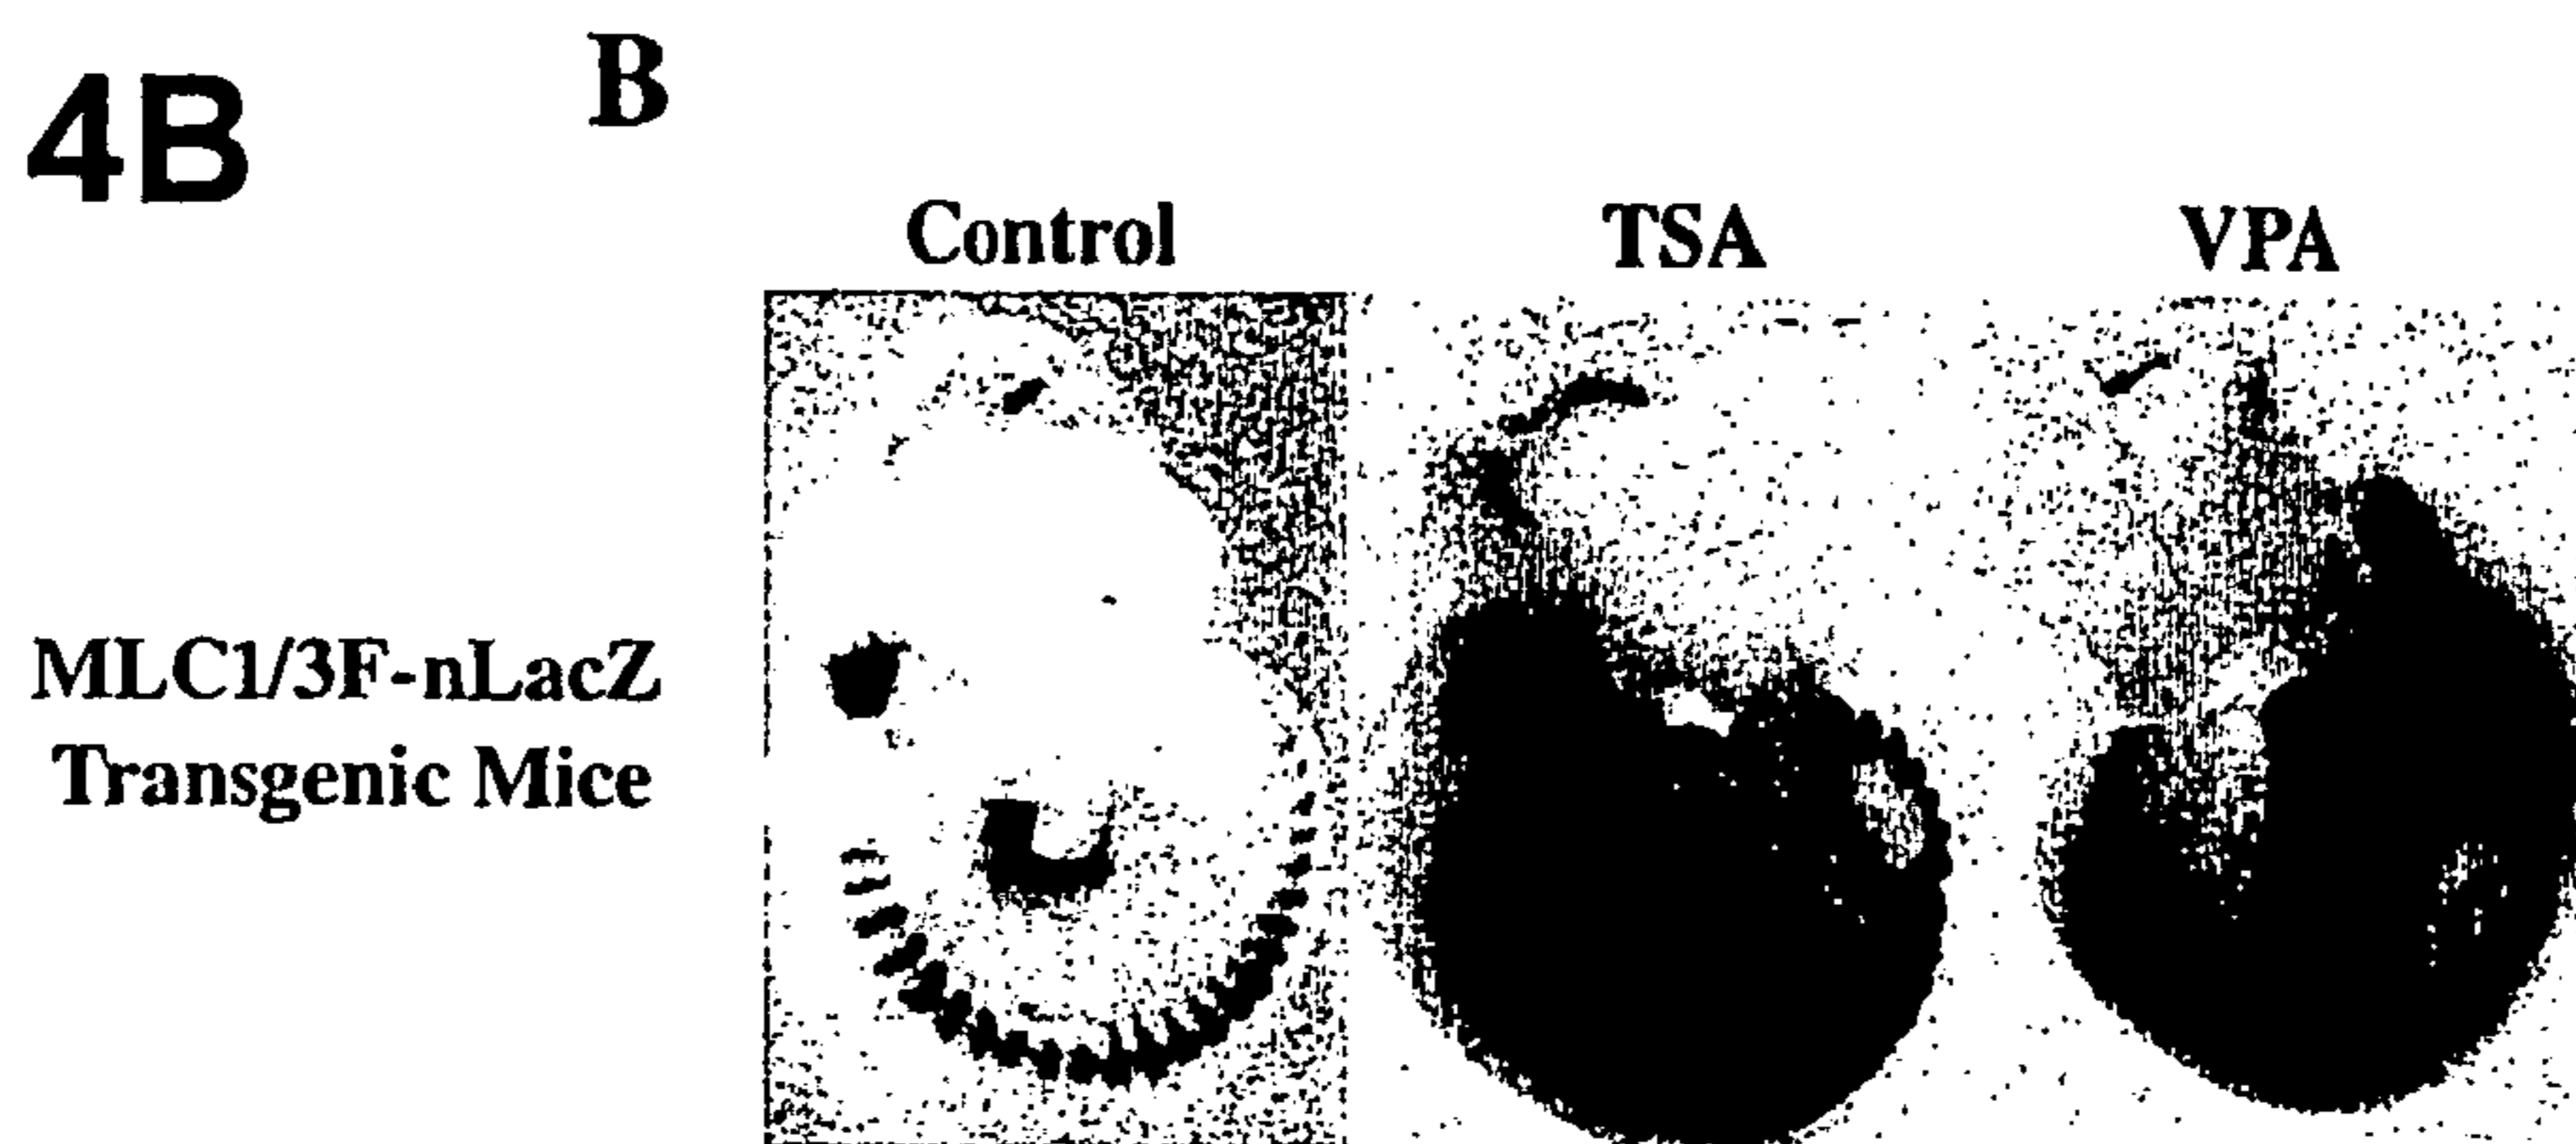 4B
B
Control TSA VPA
MLC1/3F-nLacZ
Transgenic Mice